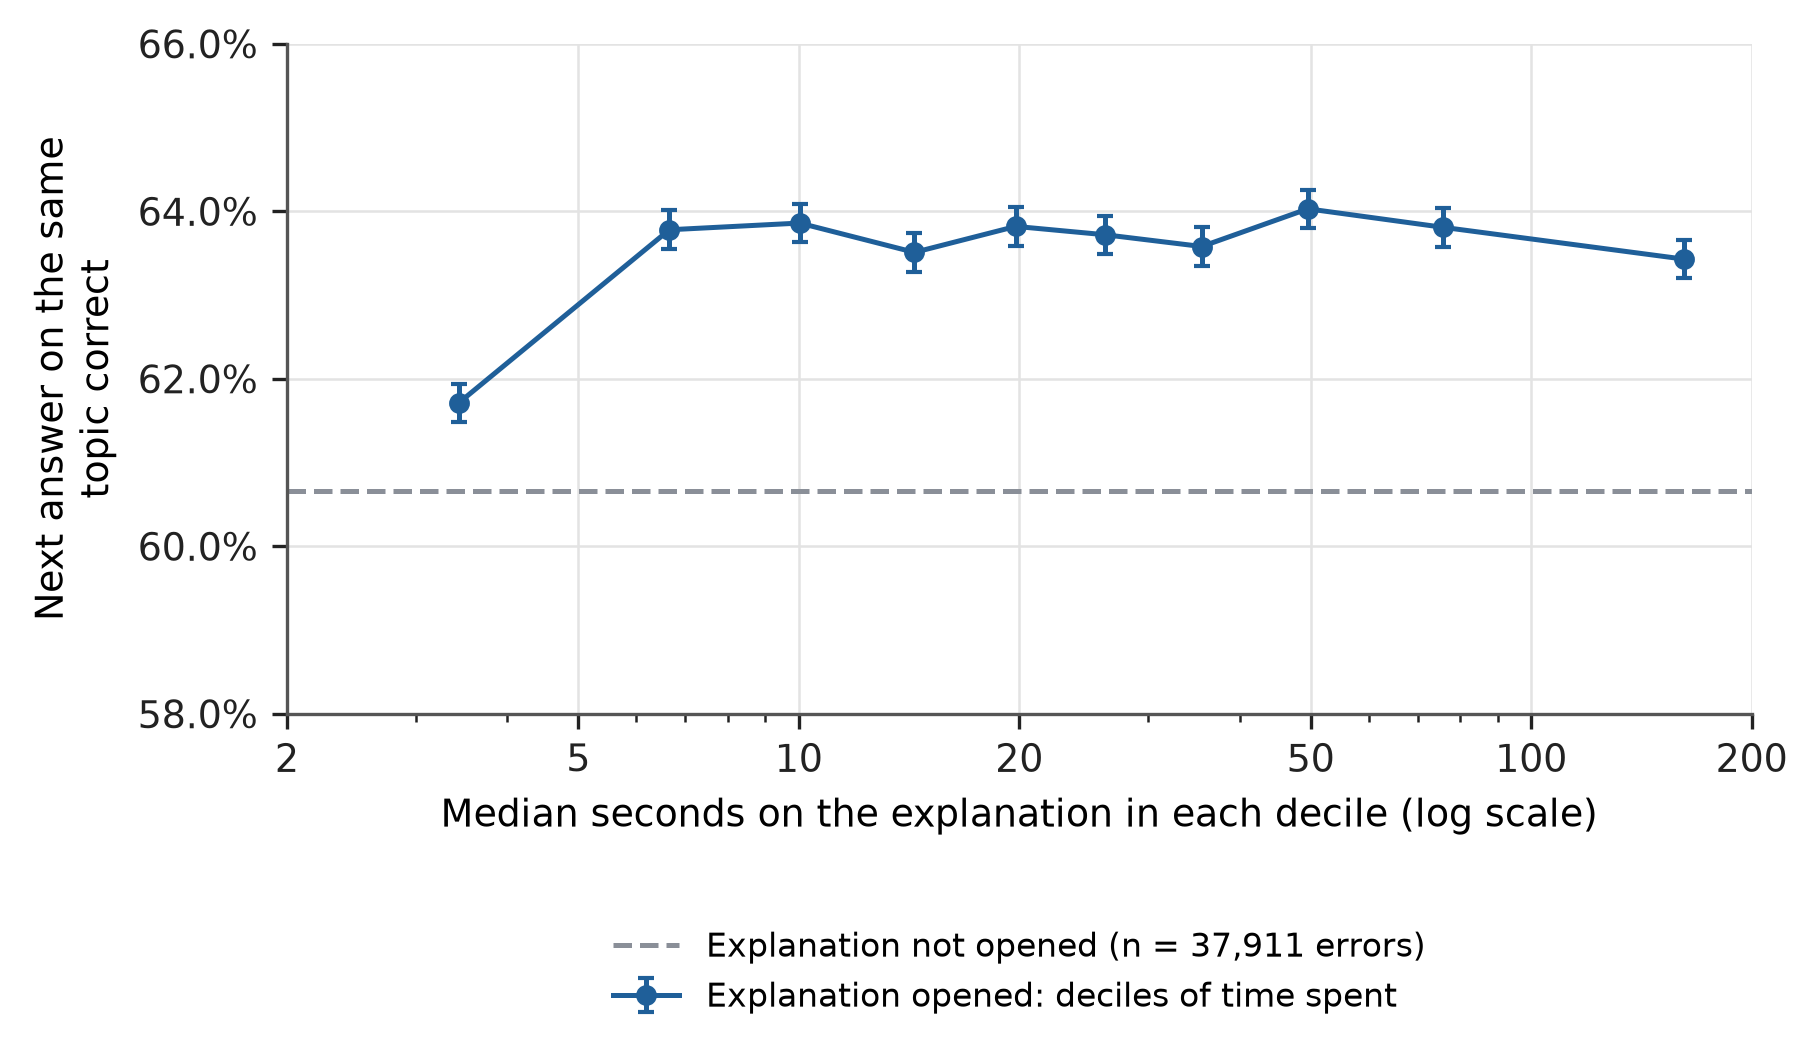 66.0%
64.0%
62.0%
60.0%
58.0%
Next answer on the same
topic correct
2 5 10 20 50 100 200
Median seconds on the explanation in each decile (log scale)
Explanation not opened (n = 37,911 errors)
Explanation opened: deciles of time spent